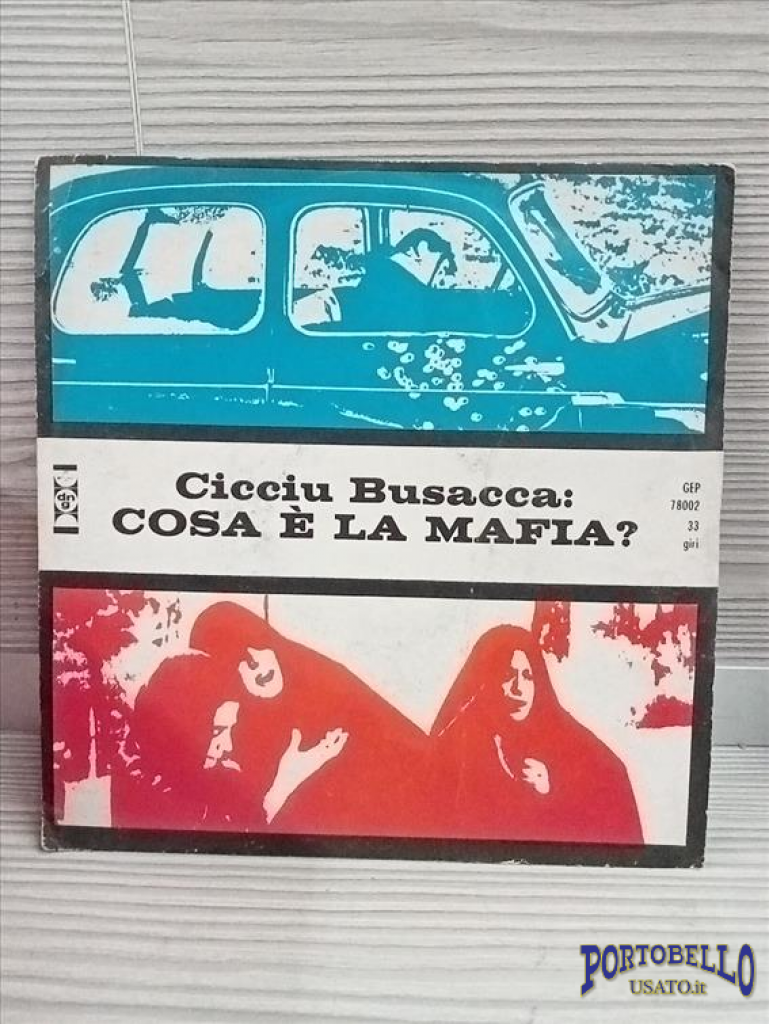 Cicciu Busacca:
COSA È LA MAFIA?
GEP
78002
33
giri
PORTOBELLO
USATO.it